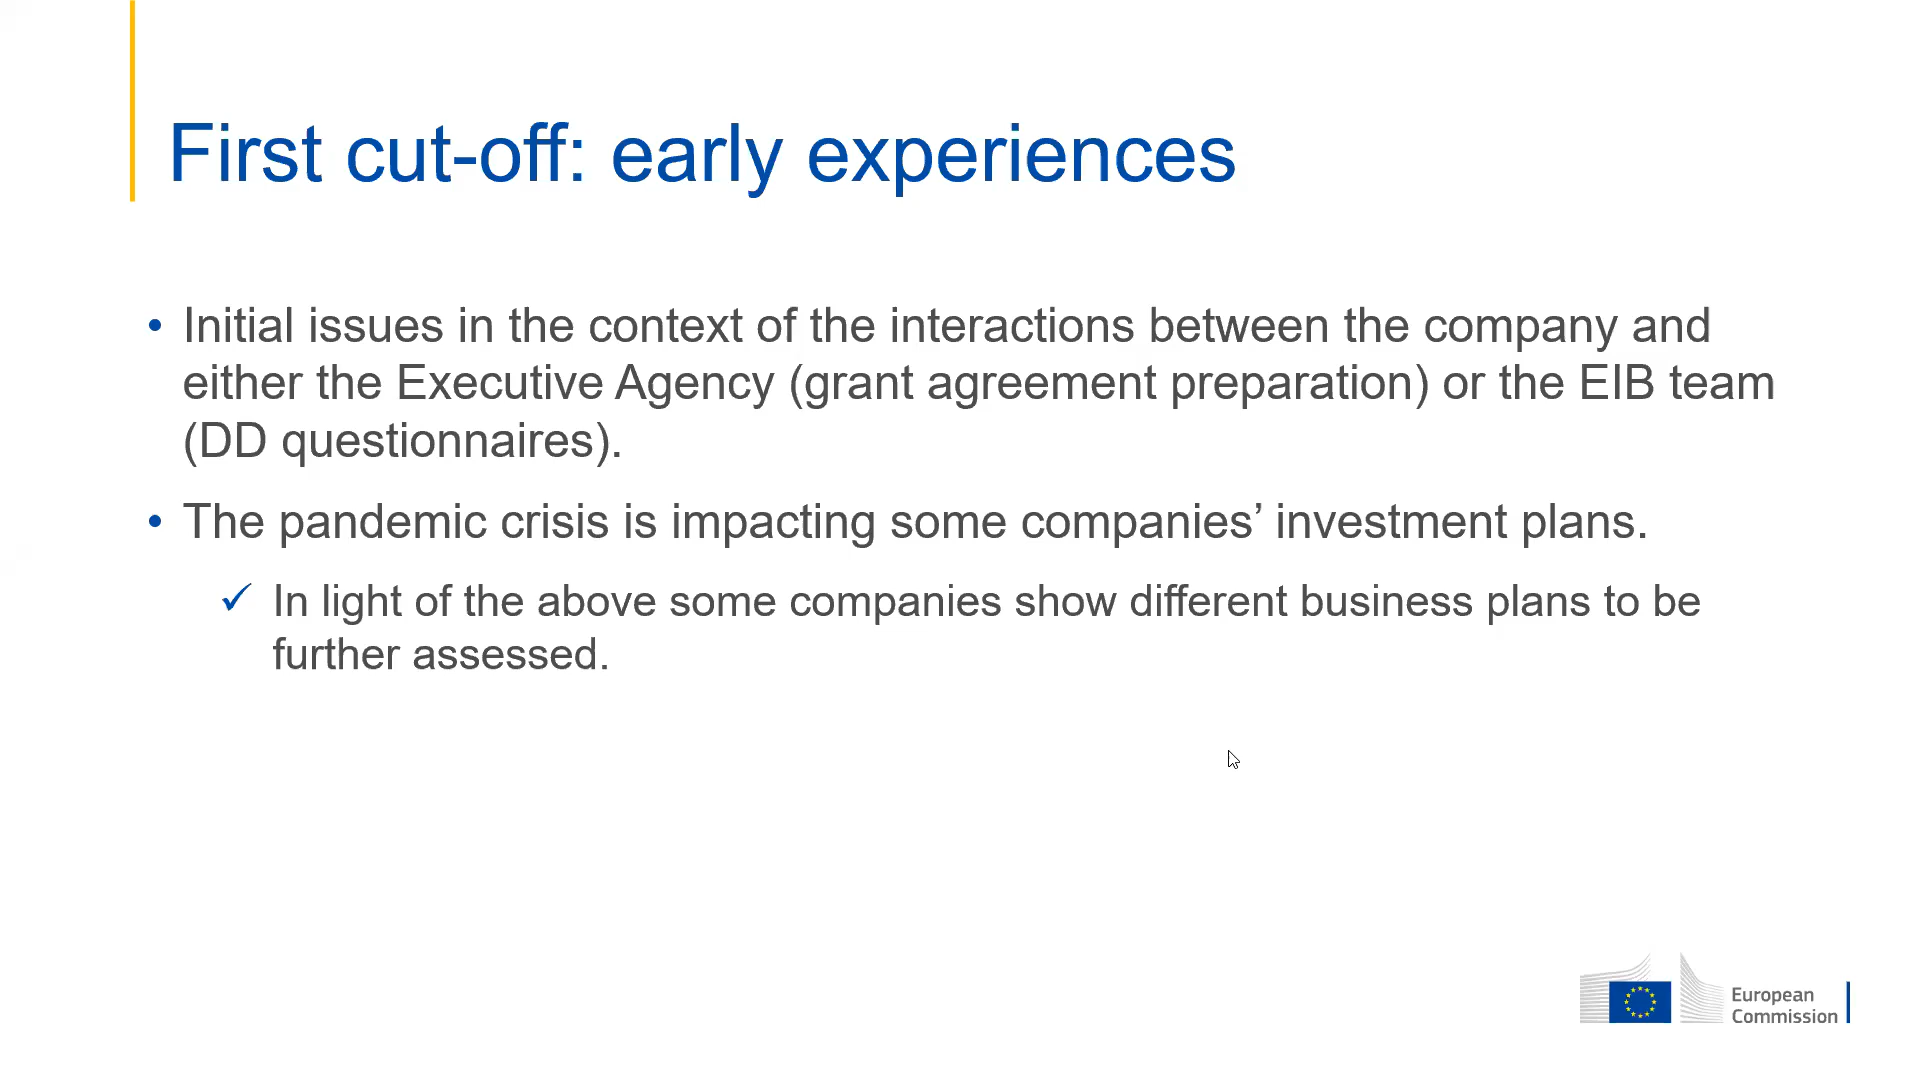 First cut-off: early experiences
• Initial issues in the context of the interactions between the company and
either the Executive Agency (grant agreement preparation) or the EIB team
(DD questionnaires).
• The pandemic crisis is impacting some companies’ investment plans.
✓ In light of the above some companies show different business plans to be
further assessed.
European
Commission